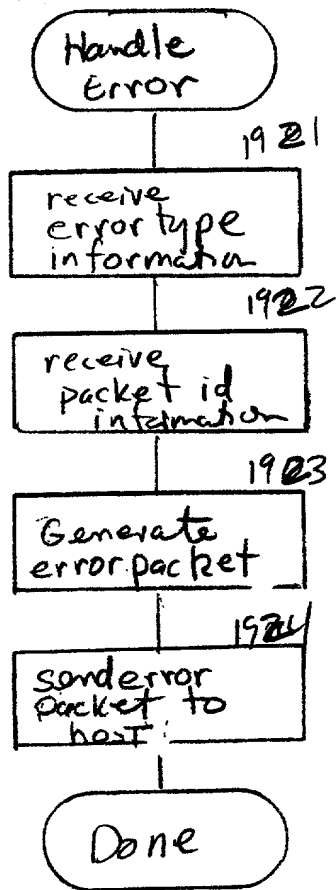 Handle
Error
1921
receive
error type
information
1922
receive
packet id
information
1923
Generate
error packet
1924
send error
packet to
host
Done